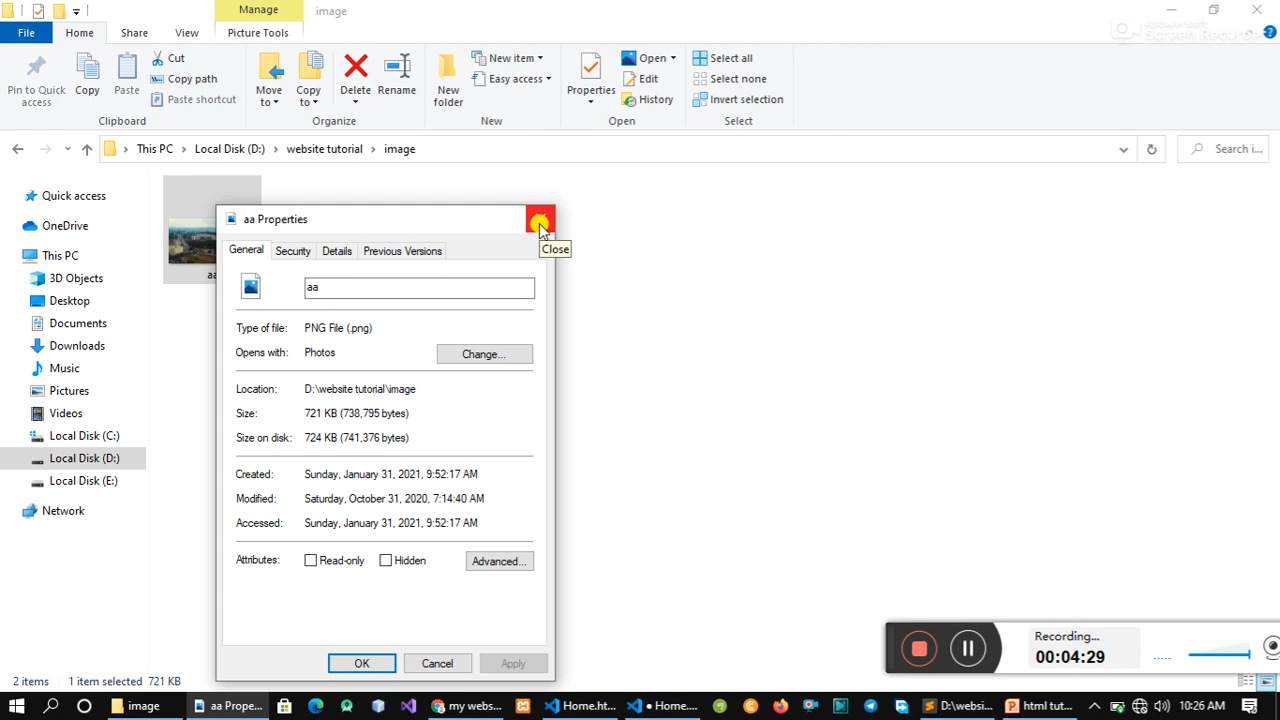 Manage
image
File
Home
Share
View
Picture Tools
Apowersoft
Screen Recorder
Pin to Quick access
Copy
Paste
Cut
Copy path
Paste shortcut
Move to
Copy to
Delete
Rename
New folder
New item
Easy access
Properties
Open
Edit
History
Select all
Select none
Invert selection
Clipboard
Organize
New
Open
Select
This PC
Local Disk (D:)
website tutorial
image
Search i...
Quick access
OneDrive
This PC
3D Objects
Desktop
Documents
Downloads
Music
Pictures
Videos
Local Disk (C:)
Local Disk (D:)
Local Disk (E:)
Network
aa
aa Properties
Close
General
Security
Details
Previous Versions
aa
Type of file: PNG File (.png)
Opens with: Photos
Change...
Location: D:\website tutorial\image
Size: 721 KB (738,795 bytes)
Size on disk: 724 KB (741,376 bytes)
Created: Sunday, January 31, 2021, 9:52:17 AM
Modified: Saturday, October 31, 2020, 7:14:40 AM
Accessed: Sunday, January 31, 2021, 9:52:17 AM
Attributes: Read-only Hidden
Advanced...
OK
Cancel
Apply
Recording...
00:04:29
2 items 1 item selected 721 KB
image
aa Prope...
my webs...
Home.ht...
● Home....
D:\websi...
html tut...
10:26 AM